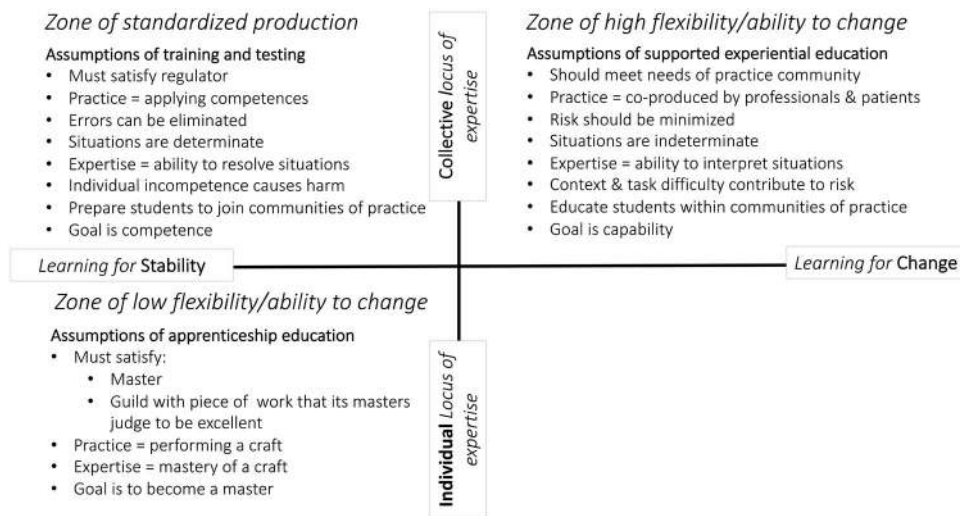 Zone of standardized production
Assumptions of training and testing
• Must satisfy regulator
• Practice = applying competences
• Errors can be eliminated
• Situations are determinate
• Expertise = ability to resolve situations
• Individual incompetence causes harm
• Prepare students to join communities of practice
• Goal is competence
Collective locus of
expertise
Zone of high flexibility/ability to change
Assumptions of supported experiential education
• Should meet needs of practice community
• Practice = co-produced by professionals & patients
• Risk should be minimized
• Situations are indeterminate
• Expertise = ability to interpret situations
• Context & task difficulty contribute to risk
• Educate students within communities of practice
• Goal is capability
Learning for Stability
Learning for Change
Zone of low flexibility/ability to change
Assumptions of apprenticeship education
• Must satisfy:
• Master
• Guild with piece of work that its masters
judge to be excellent
• Practice = performing a craft
• Expertise = mastery of a craft
• Goal is to become a master
Individual Locus of
expertise